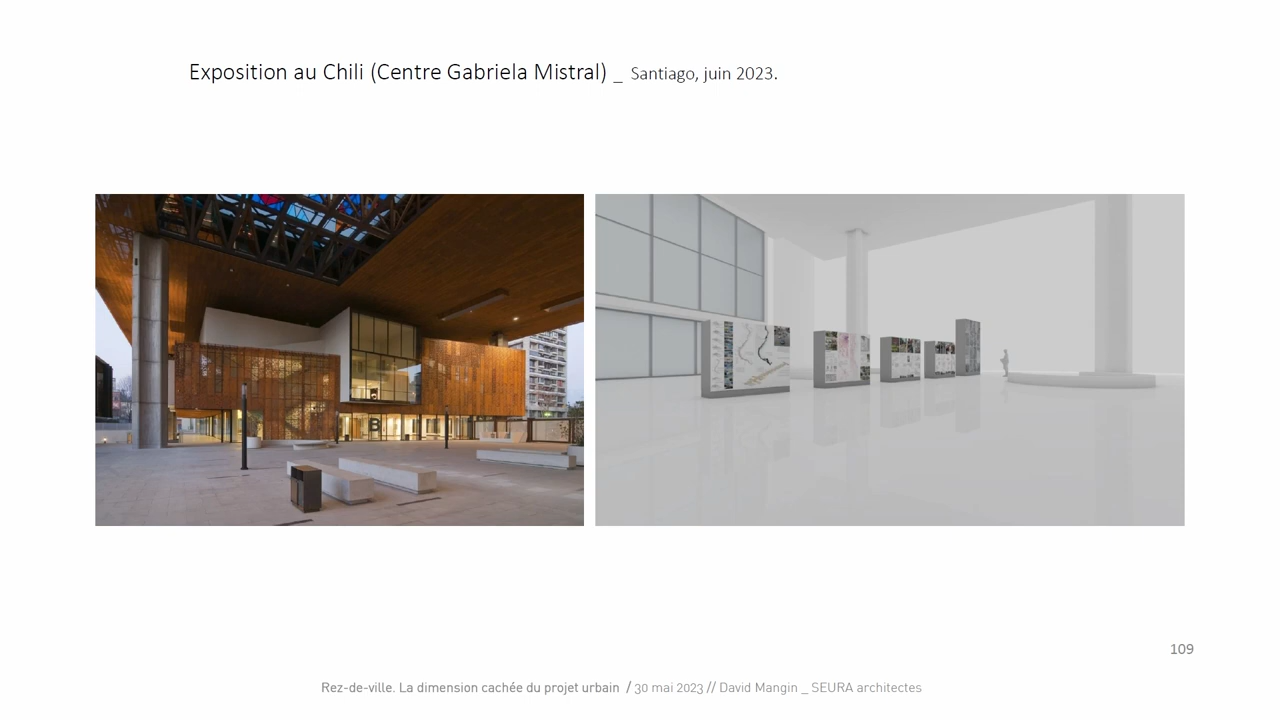 Exposition au Chili (Centre Gabriela Mistral) _ Santiago, juin 2023.
B
109
Rez-de-ville. La dimension cachée du projet urbain / 30 mai 2023 // David Mangin _ SEURA architectes